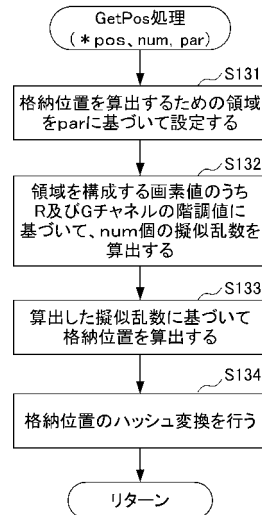 GetPos処理
(*pos、num, par)
S131
格納位置を算出するための領域
をparに基づいて設定する
S132
領域を構成する画素値のうち
R及びGチャネルの階調値に
基づいて、num個の擬似乱数を
算出する
S133
算出した擬似乱数に基づいて
格納位置を算出する
S134
格納位置のハッシュ変換を行う
リターン